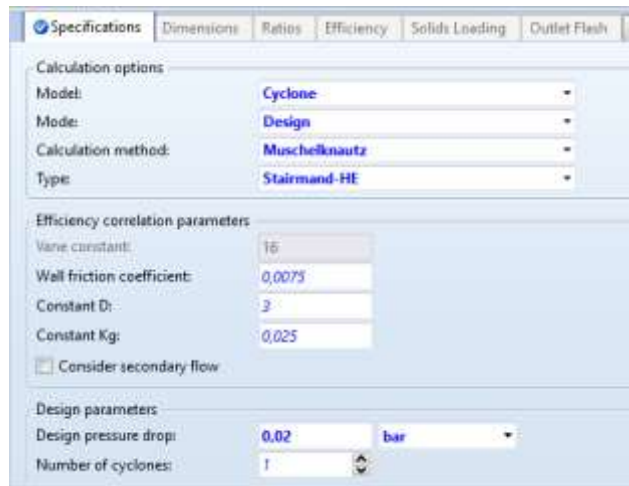 Specifications Dimensions Ratios Efficiency Solids Loading Outlet Flash
Calculation options
Model: Cyclone
Mode: Design
Calculation method: Muschelknautz
Type: Stairmand-HE
Efficiency correlation parameters
Vane constant: 16
Wall friction coefficient: 0,0075
Constant D: 3
Constant Kg: 0,025
Consider secondary flow
Design parameters
Design pressure drop: 0,02 bar
Number of cyclones: 1